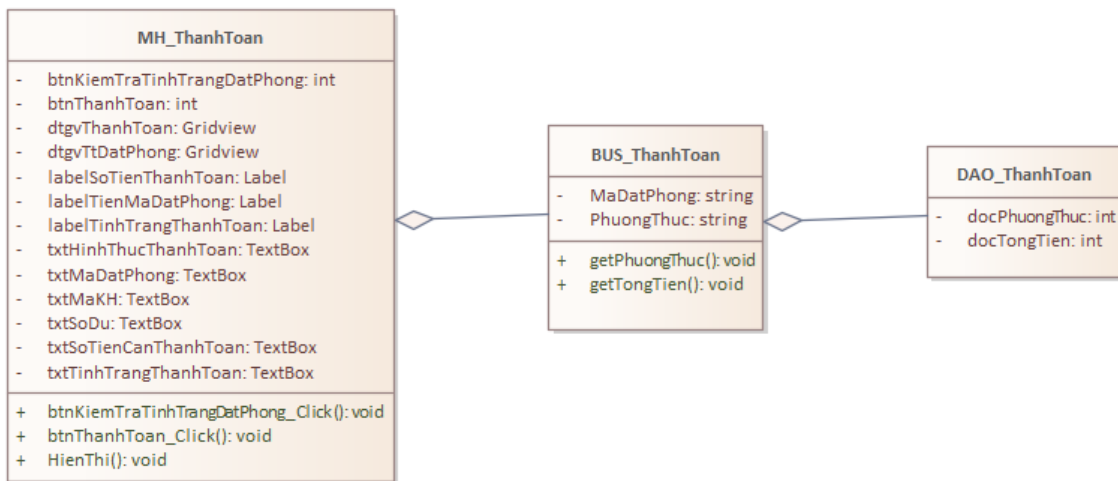 MH_ThanhToan
- btnKiemTraTinhTrangDatPhong: int
- btnThanhToan: int
- dtgvThanhToan: Gridview
- dtgvTtDatPhong: Gridview
- labelSoTienThanhToan: Label
- labelTienMaDatPhong: Label
- labelTinhTrangThanhToan: Label
- txtHinhThucThanhToan: TextBox
- txtMaDatPhong: TextBox
- txtMaKH: TextBox
- txtSoDu: TextBox
- txtSoTienCanThanhToan: TextBox
- txtTinhTrangThanhToan: TextBox
+ btnKiemTraTinhTrangDatPhong_Click(): void
+ btnThanhToan_Click(): void
+ HienThi(): void
BUS_ThanhToan
- MaDatPhong: string
- PhuongThuc: string
+ getPhuongThuc(): void
+ getTongTien(): void
DAO_ThanhToan
- docPhuongThuc: int
- docTongTien: int